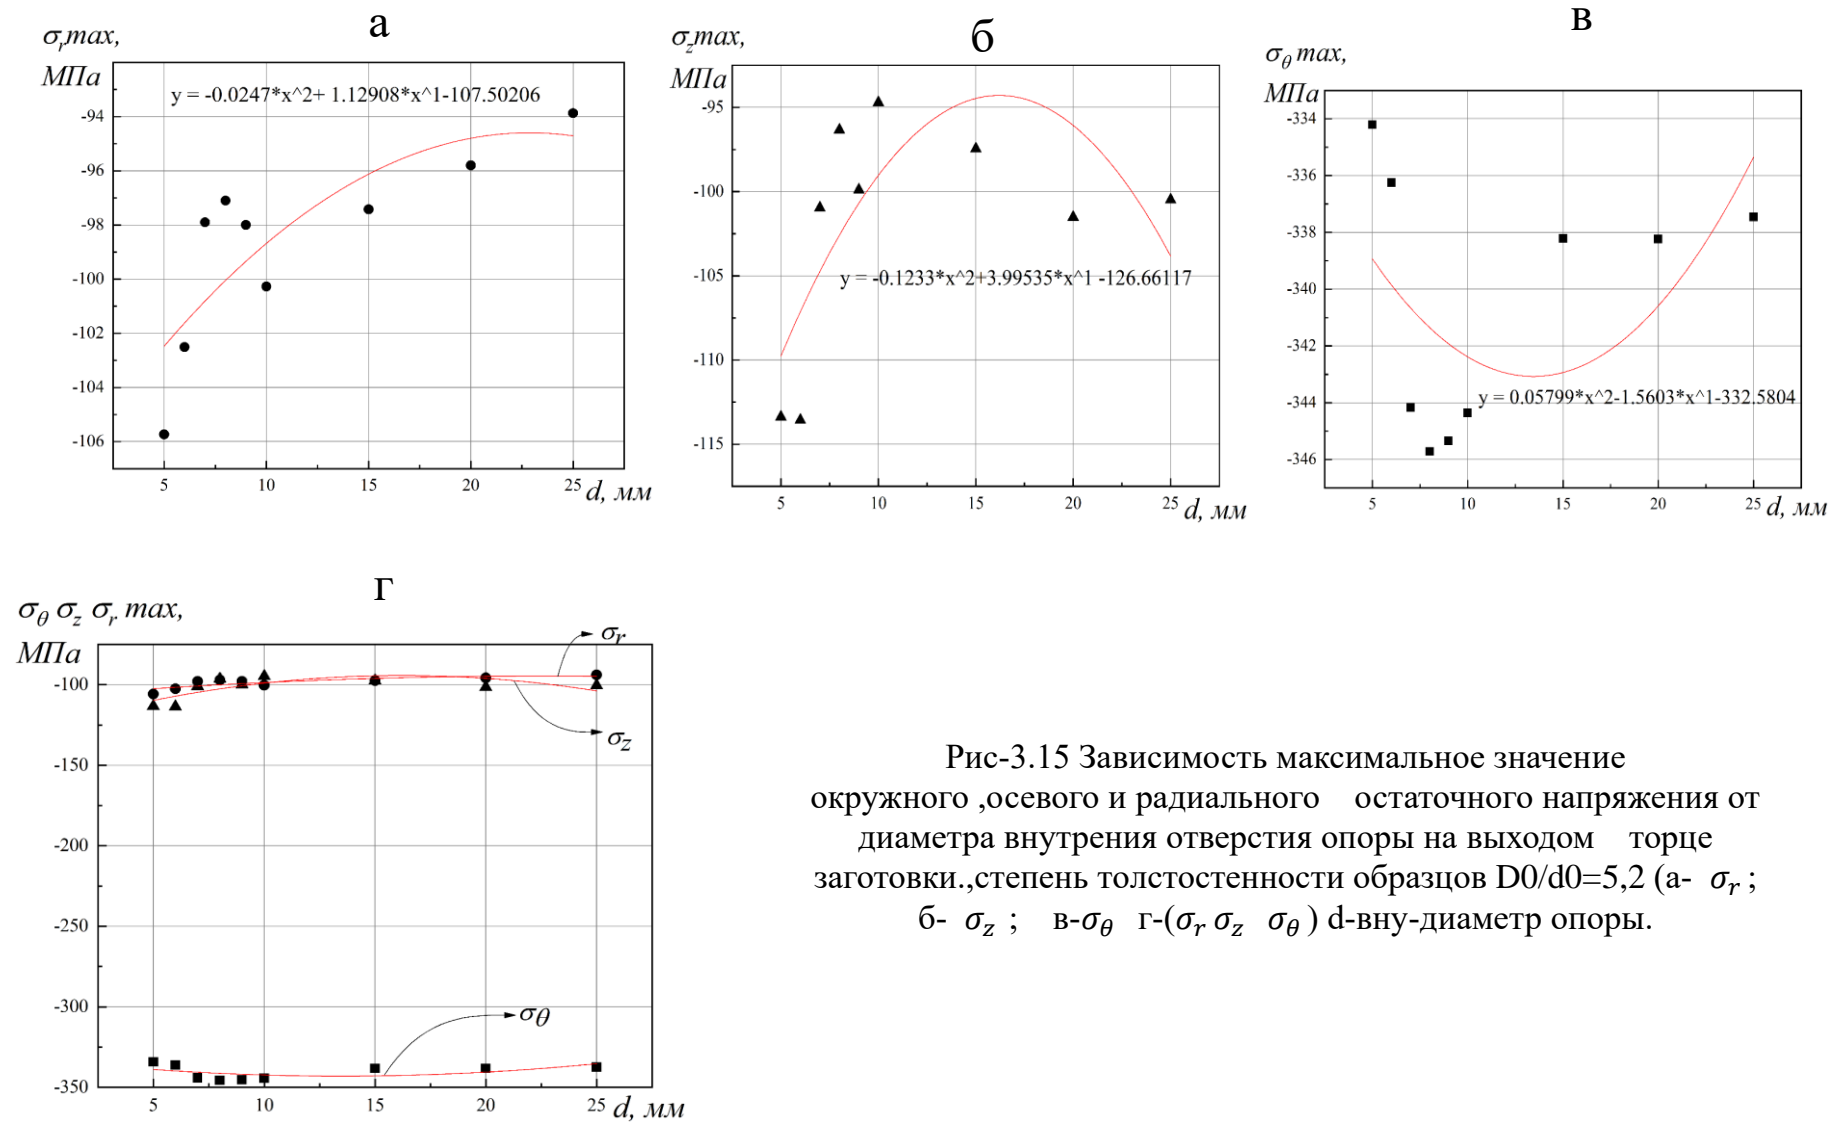 а
σrmax,
МПа
y = -0.0247*x^2+ 1.12908*x^1-107.50206
-94
-96
-98
-100
-102
-104
-106
5 10 15 20 25
d, мм
б
σzmax,
МПа
-95
-100
-105
-110
-115
y = -0.1233*x^2+3.99535*x^1 -126.66117
5 10 15 20 25
d, мм
в
σθ max,
МПа
-334
-336
-338
-340
-342
-344
-346
y = 0.05799*x^2-1.5603*x^1-332.5804
5 10 15 20 25
d, мм
г
σθ σz σr max,
МПа
σr
σz
σθ
-100
-150
-200
-250
-300
-350
5 10 15 20 25
d, мм
Рис-3.15 Зависимость максимальное значение
окружного ,осевого и радиального остаточного напряжения от
диаметра внутрения отверстия опоры на выходом торце
заготовки.,степень толстостенности образцов D0/d0=5,2 (а- σr ;
б- σz ; в-σθ г-(σr σz σθ ) d-вну-диаметр опоры.